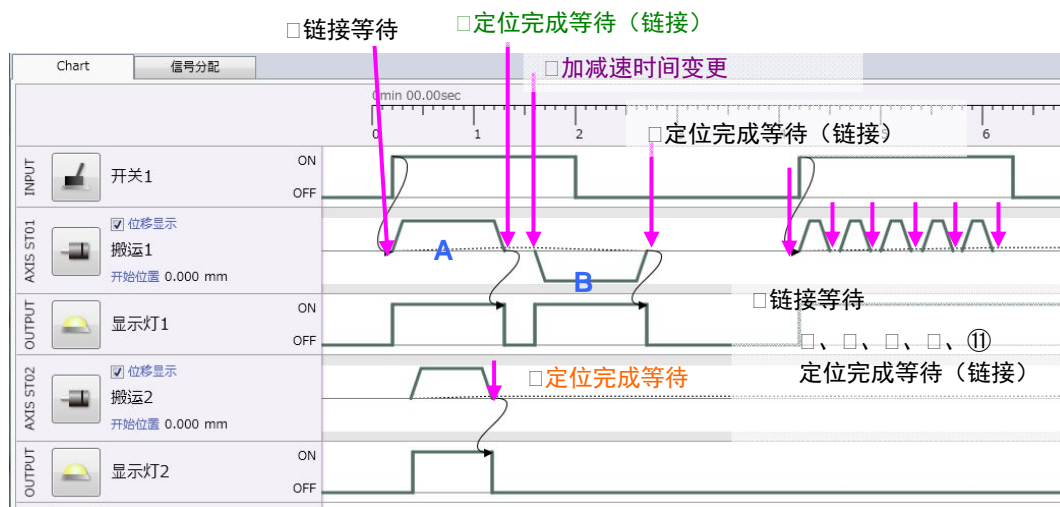 □链接等待
□定位完成等待（链接）
Chart
信号分配
□加减速时间变更
0min 00.00sec
0 1 2 6
□定位完成等待（链接）
INPUT
开关1
ON
OFF
AXIS ST01
位移显示
搬运1
开始位置 0.000 mm
A
B
OUTPUT
显示灯1
ON
OFF
□链接等待
□、□、□、□、⑪
定位完成等待（链接）
AXIS ST02
位移显示
搬运2
开始位置 0.000 mm
□定位完成等待
OUTPUT
显示灯2
ON
OFF